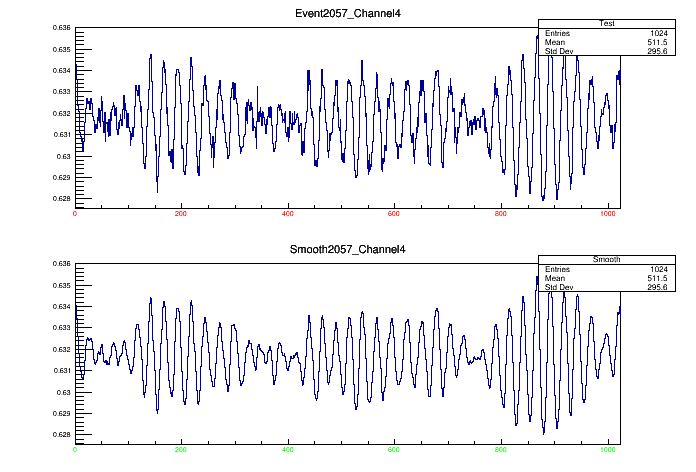 Event2057_Channel4
Test
Entries 1024
Mean 511.5
Std Dev 295.6
0.636
0.635
0.634
0.633
0.632
0.631
0.63
0.629
0.628
0 200 400 600 800 1000
Smooth2057_Channel4
Smooth
Entries 1024
Mean 511.5
Std Dev 295.6
0.636
0.635
0.634
0.633
0.632
0.631
0.63
0.629
0.628
0 200 400 600 800 1000